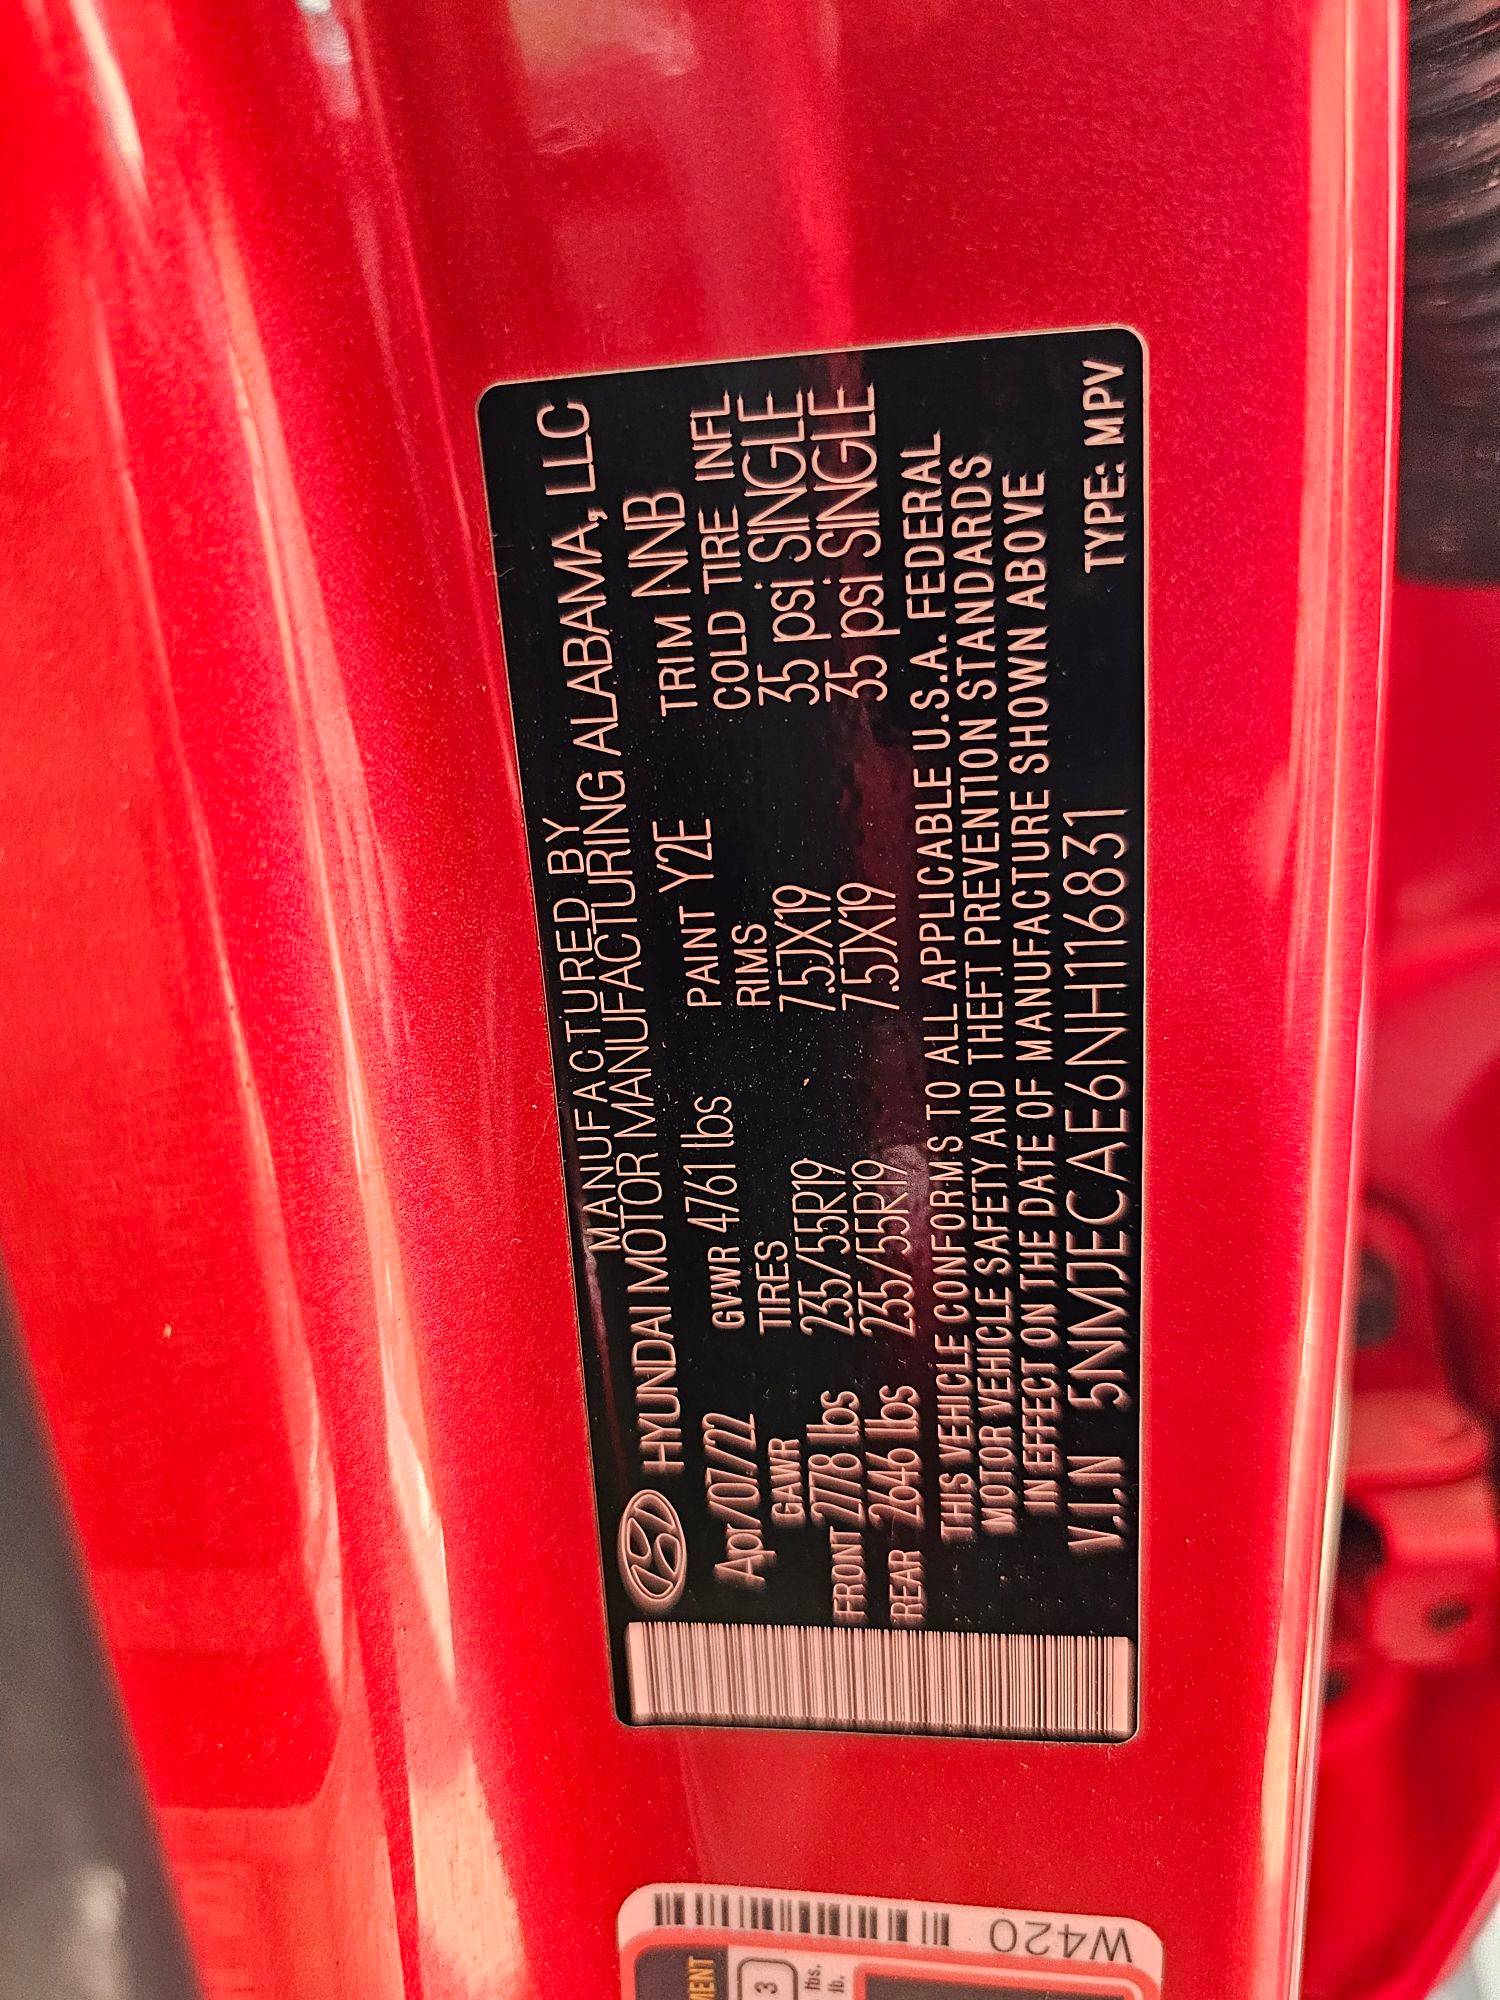 MANUFACTURED BY
HYUNDAI MOTOR MANUFACTURING ALABAMA, LLC
Apr/07/22 GVWR 4761 lbs PAINT Y2E TRIM NNB
GAWR TIRES RIMS COLD TIRE INFL
FRONT 2778 lbs 235/55R19 7.5JX19 35 psi SINGLE
REAR 2646 lbs 235/55R19 7.5JX19 35 psi SINGLE
THIS VEHICLE CONFORMS TO ALL APPLICABLE U.S.A. FEDERAL
MOTOR VEHICLE SAFETY AND THEFT PREVENTION STANDARDS
IN EFFECT ON THE DATE OF MANUFACTURE SHOWN ABOVE
V.I.N 5NMJECAE6NH116831 TYPE: MPV
W420
3
lbs.
lb.